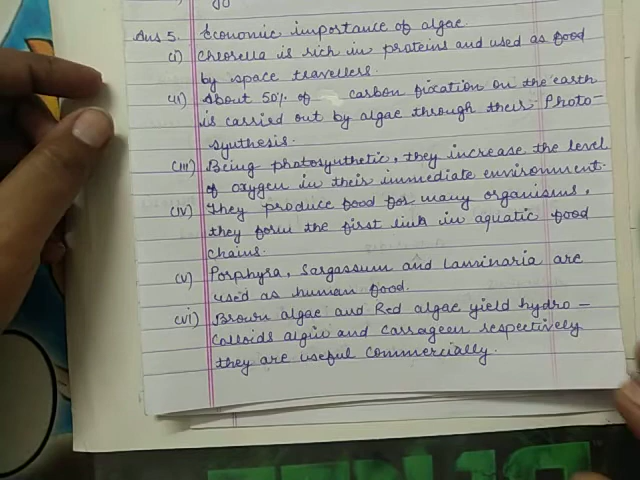 Ans 5. Economic importance of algae
(i) Chlorella is rich in proteins and used as food
by space travellers.
(ii) About 50% of carbon fixation on the earth
is carried out by algae through their Photo-
synthesis.
(iii) Being photosynthetic, they increase the level
of oxygen in their immediate environment.
(iv) They produce food for many organisms,
they form the first link in aquatic food
chains.
(v) Porphyra, Sargassum and Laminaria are
used as human food.
(vi) Brown algae and Red algae yield hydro-
colloids algin and carrageen respectively
they are useful commercially.